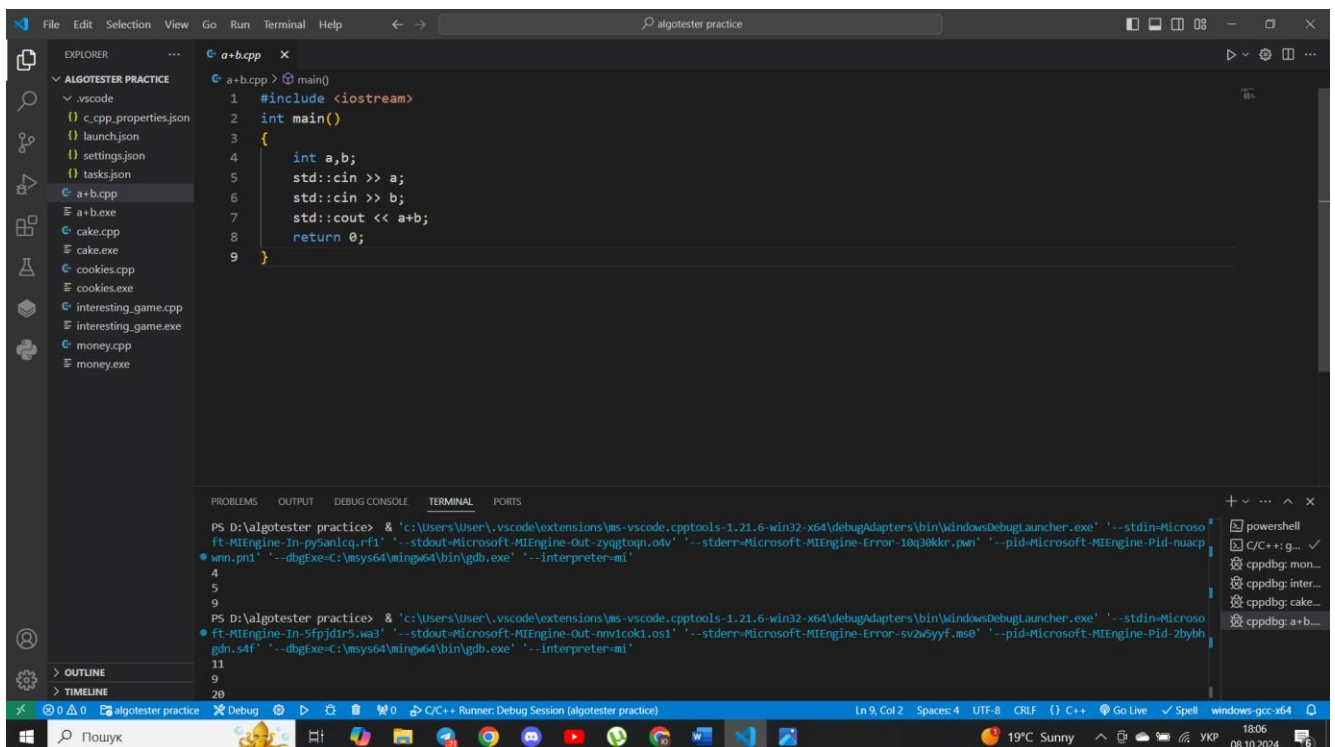 File Edit Selection View Go Run Terminal Help
algotester practice
EXPLORER
ALGOTESTER PRACTICE
.vscode
{} c_cpp_properties.json
{} launch.json
{} settings.json
{} tasks.json
a+b.cpp
a+b.exe
cake.cpp
cake.exe
cookies.cpp
cookies.exe
interesting_game.cpp
interesting_game.exe
money.cpp
money.exe
OUTLINE
TIMELINE
a+b.cpp
a+b.cpp > main()
1 #include <iostream>
2 int main()
3 {
4 int a,b;
5 std::cin >> a;
6 std::cin >> b;
7 std::cout << a+b;
8 return 0;
9 }
PROBLEMS OUTPUT DEBUG CONSOLE TERMINAL PORTS
PS D:\algotester practice> & 'c:\Users\User\.vscode\extensions\ms-vscode.cpptools-1.21.6-win32-x64\debugAdapters\bin\WindowsDebugLauncher.exe' '--stdin=Microso
ft-MIEngine-In-py5anlcq.rf1' '--stdout=Microsoft-MIEngine-Out-zyqgtoqn.o4v' '--stderr=Microsoft-MIEngine-Error-10q30kkr.pwn' '--pid=Microsoft-MIEngine-Pid-nuacp
wnn.pn1' '--dbgExe=C:\msys64\mingw64\bin\gdb.exe' '--interpreter=mi'
4
5
9
PS D:\algotester practice> & 'c:\Users\User\.vscode\extensions\ms-vscode.cpptools-1.21.6-win32-x64\debugAdapters\bin\WindowsDebugLauncher.exe' '--stdin=Microso
ft-MIEngine-In-5fpjd1r5.wa3' '--stdout=Microsoft-MIEngine-Out-nnv1cok1.os1' '--stderr=Microsoft-MIEngine-Error-sv2w5yyf.ms0' '--pid=Microsoft-MIEngine-Pid-2bybh
gdn.s4f' '--dbgExe=C:\msys64\mingw64\bin\gdb.exe' '--interpreter=mi'
11
9
20
powershell
C/C++: g...
cppdbg: mon...
cppdbg: inter...
cppdbg: cake...
cppdbg: a+b....
0 0 algotester practice Debug 0 C/C++ Runner: Debug Session (algotester practice) Ln 9, Col 2 Spaces: 4 UTF-8 CRLF {} C++ Go Live Spell windows-gcc-x64
Пошук 19°C Sunny УКР 18:06
08.10.2024 6